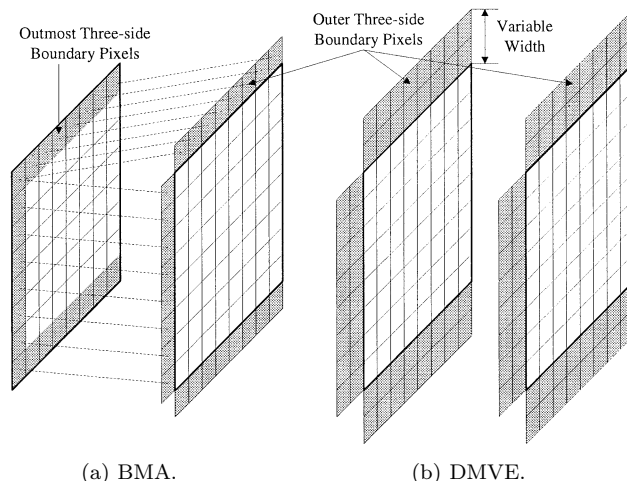 Outmost Three-side
Boundary Pixels
Outer Three-side
Boundary Pixels
Variable
Width
(a) BMA.
(b) DMVE.